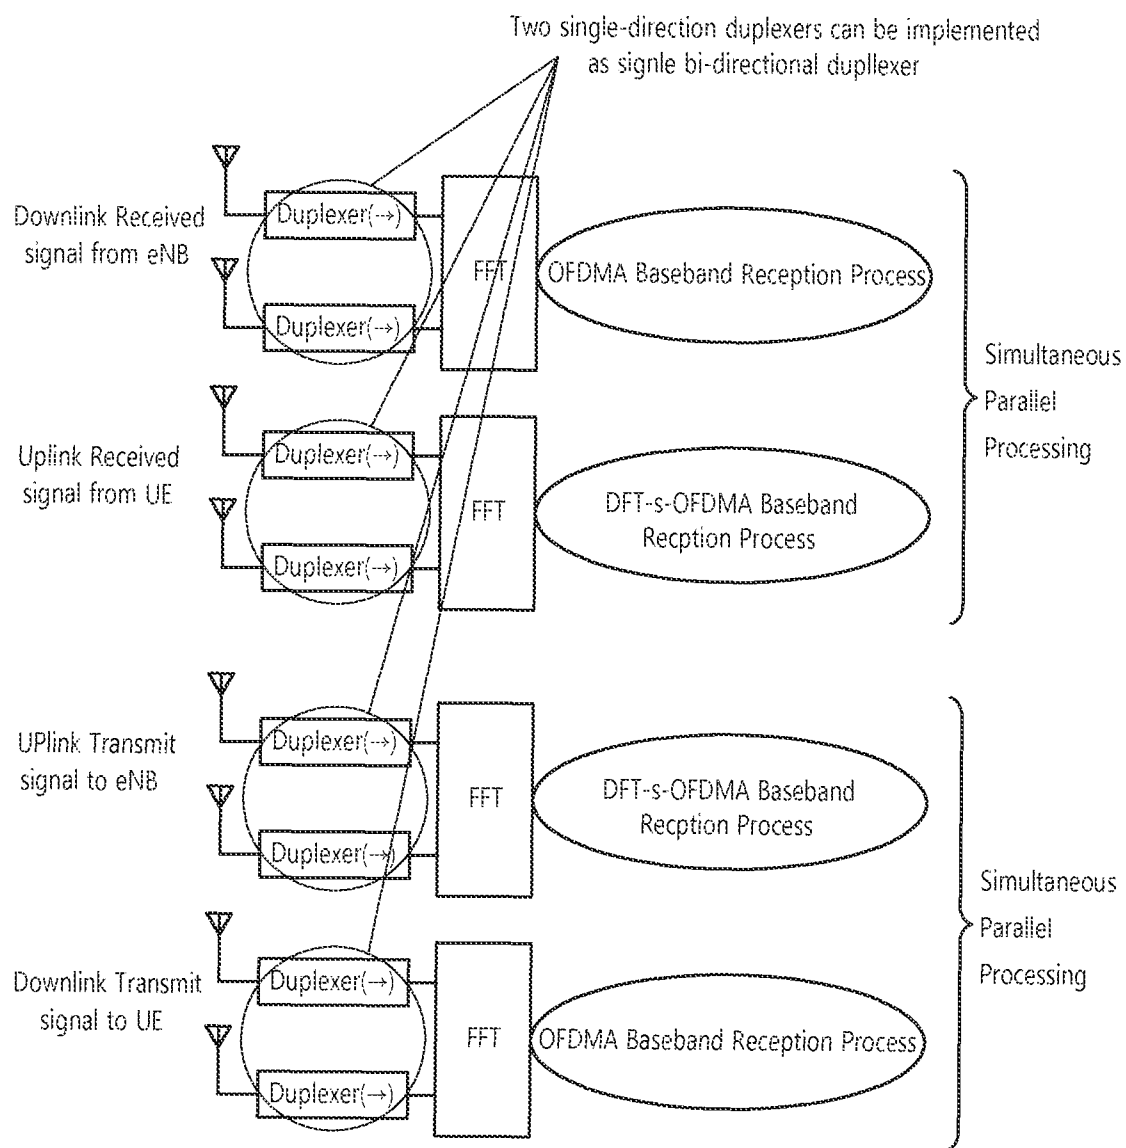 Two single-direction duplexers can be implemented
as signle bi-directional dupllexer
Downlink Received
signal from eNB
Duplexer(→)
Duplexer(→)
FFT
OFDMA Baseband Reception Process
Uplink Received
signal from UE
Duplexer(→)
Duplexer(→)
FFT
DFT-s-OFDMA Baseband
Recption Process
Simultaneous
Parallel
Processing
UPlink Transmit
signal to eNB
Duplexer(→)
Duplexer(→)
FFT
DFT-s-OFDMA Baseband
Recption Process
Downlink Transmit
signal to UE
Duplexer(→)
Duplexer(→)
FFT
OFDMA Baseband Reception Process
Simultaneous
Parallel
Processing